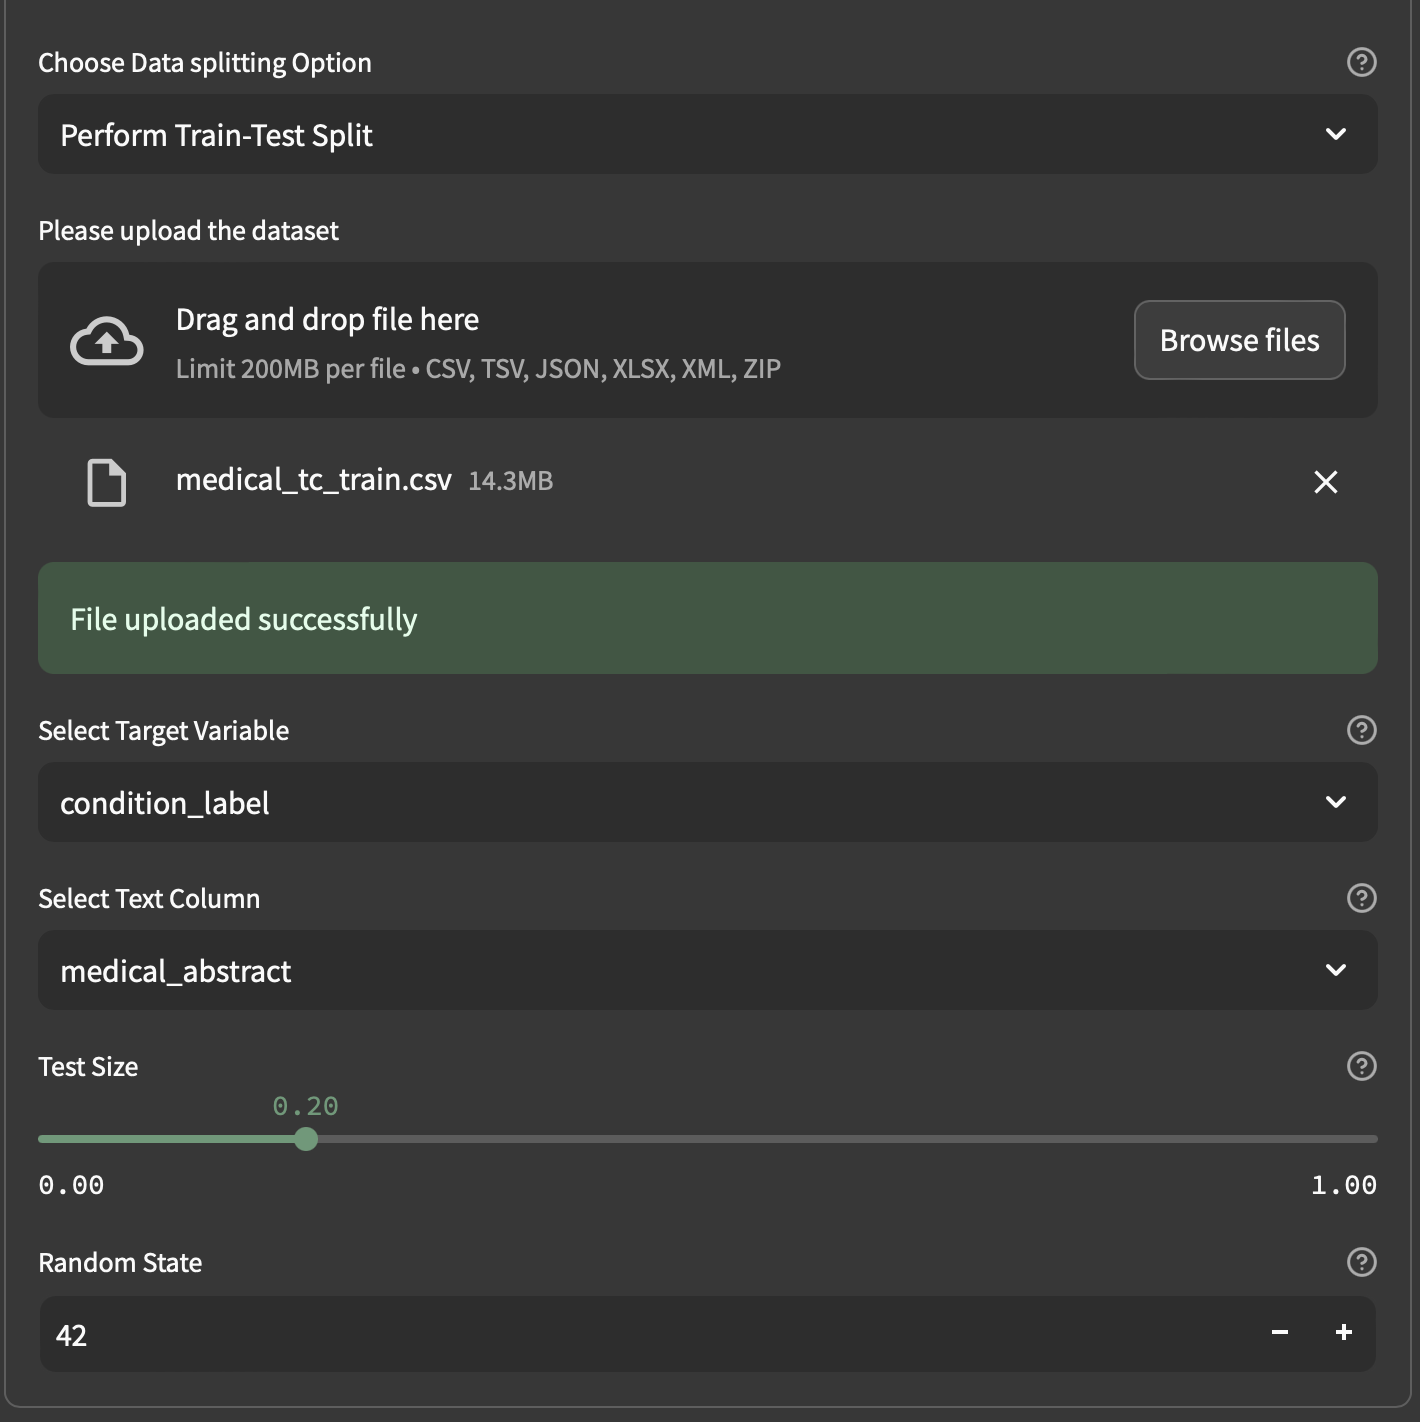 Choose Data splitting Option
Perform Train-Test Split
Please upload the dataset
Drag and drop file here
Limit 200MB per file • CSV, TSV, JSON, XLSX, XML, ZIP
Browse files
medical_tc_train.csv 14.3MB
File uploaded successfully
Select Target Variable
condition_label
Select Text Column
medical_abstract
Test Size
0.20
0.00 1.00
Random State
42